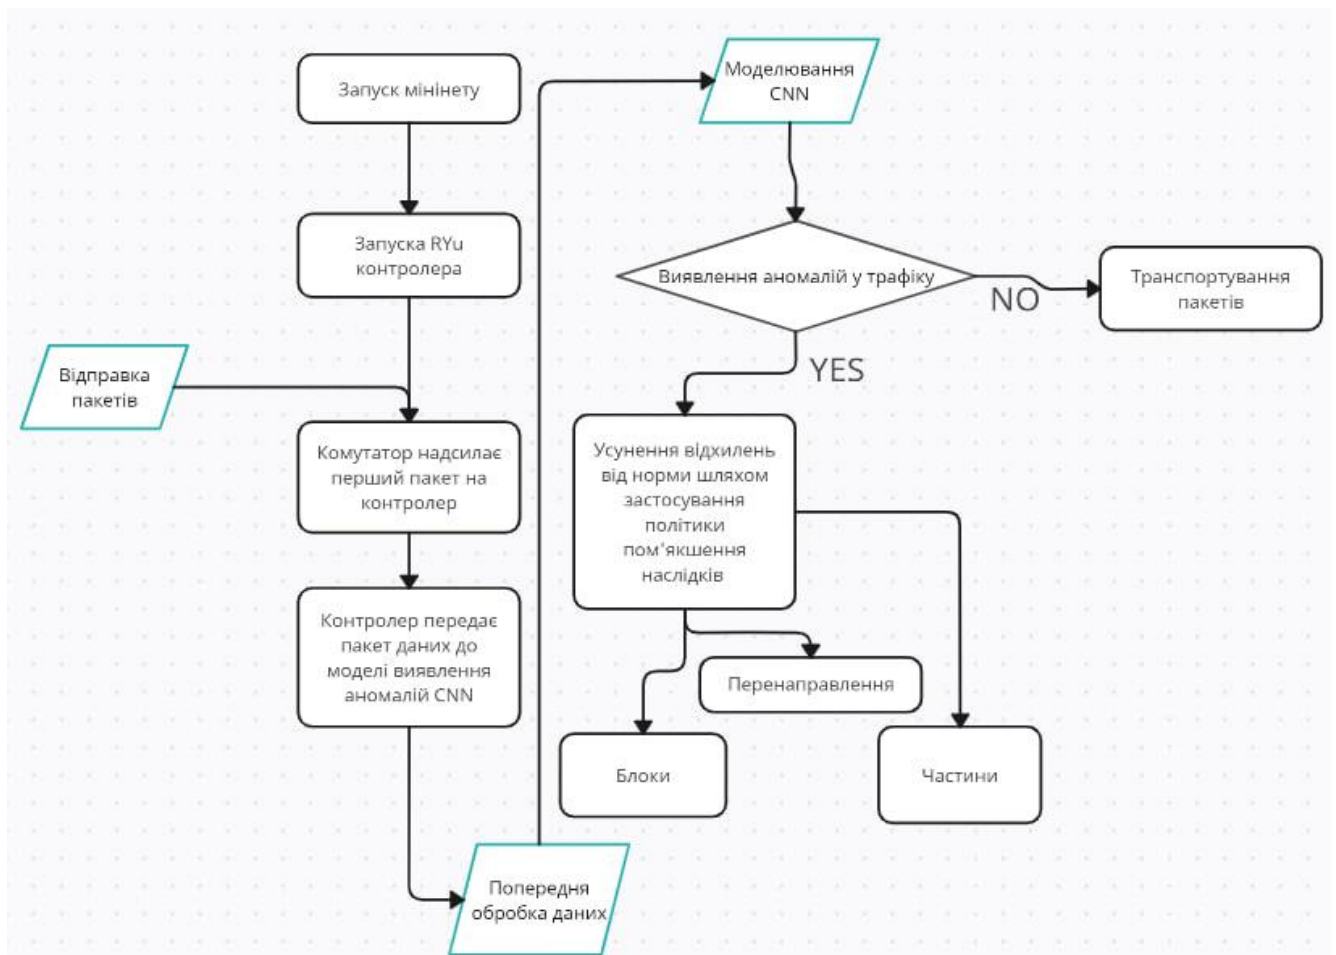 Запуск мінінету
Запуска RYu
контролера
Відправка
пакетів
Комутатор надсилає
перший пакет на
контролер
Контролер передає
пакет даних до
моделі виявлення
аномалій CNN
Попередня
обробка даних
Моделювання
CNN
Виявлення аномалій у трафіку
NO
Транспортування
пакетів
YES
Усунення відхилень
від норми шляхом
застосування
політики
пом'якшення
наслідків
Перенаправлення
Блоки
Частини